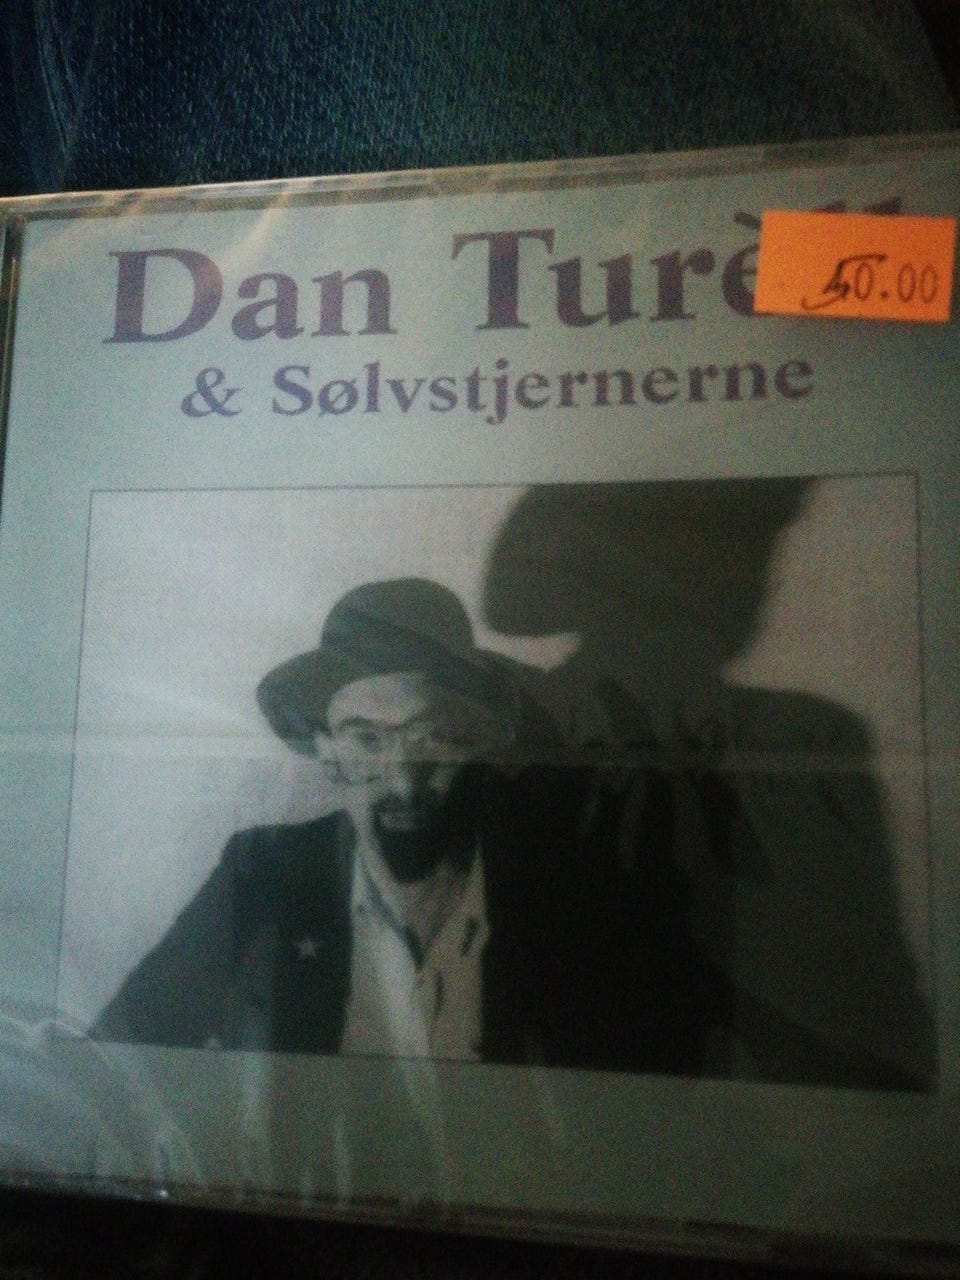 Dan Turè
& Sølvstjernerne
50.00